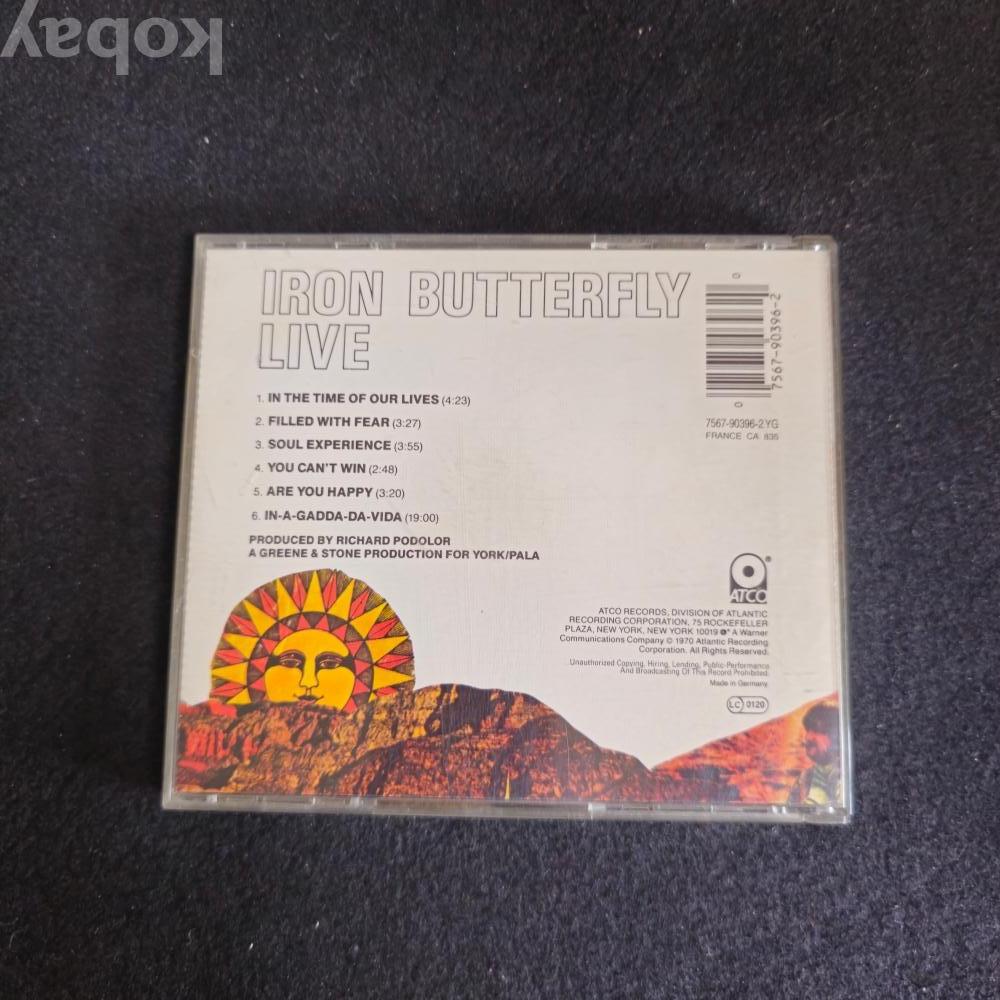 kobay
IRON BUTTERFLY
LIVE
1. IN THE TIME OF OUR LIVES (4:23)
2. FILLED WITH FEAR (3:27)
3. SOUL EXPERIENCE (3:55)
4. YOU CAN'T WIN (2:48)
5. ARE YOU HAPPY (3:20)
6. IN-A-GADDA-DA-VIDA (19:00)
PRODUCED BY RICHARD PODOLOR
A GREENE & STONE PRODUCTION FOR YORK/PALA
0
7567-90396-2
0
7567-90396-2 YG
FRANCE CA 835
®
ATCO
ATCO RECORDS, DIVISION OF ATLANTIC
RECORDING CORPORATION, 75 ROCKEFELLER
PLAZA, NEW YORK, NEW YORK 10019 A Warner
Communications Company © 1970 Atlantic Recording
Corporation. All Rights Reserved.
Unauthorized Copying, Hiring, Lending, Public-Performance
And Broadcasting Of This Record Prohibited.
Made in Germany
LC 0120